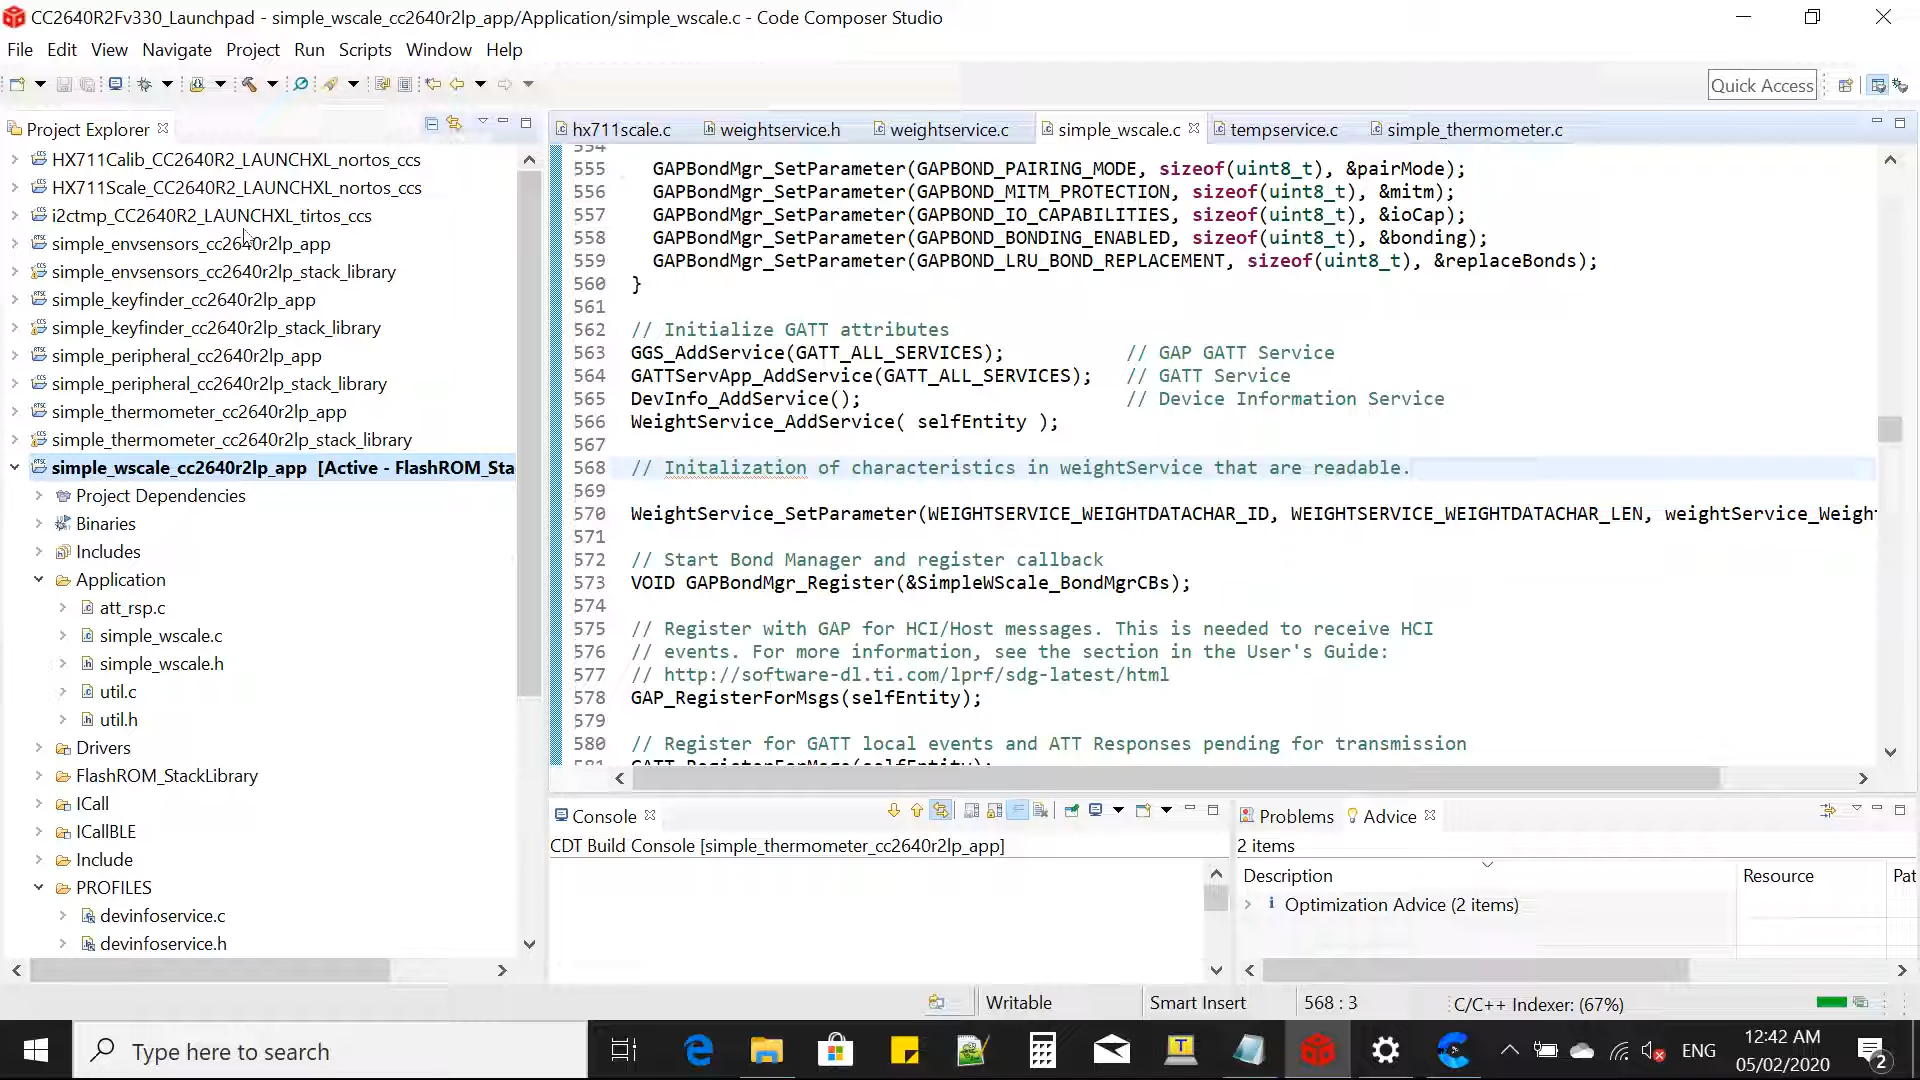 CC2640R2Fv330_Launchpad - simple_wscale_cc2640r2lp_app/Application/simple_wscale.c - Code Composer Studio
File Edit View Navigate Project Run Scripts Window Help
Quick Access
Project Explorer
HX711Calib_CC2640R2_LAUNCHXL_nortos_ccs
HX711Scale_CC2640R2_LAUNCHXL_nortos_ccs
i2ctmp_CC2640R2_LAUNCHXL_tirtos_ccs
simple_envsensors_cc2640r2lp_app
simple_envsensors_cc2640r2lp_stack_library
simple_keyfinder_cc2640r2lp_app
simple_keyfinder_cc2640r2lp_stack_library
simple_peripheral_cc2640r2lp_app
simple_peripheral_cc2640r2lp_stack_library
simple_thermometer_cc2640r2lp_app
simple_thermometer_cc2640r2lp_stack_library
simple_wscale_cc2640r2lp_app [Active - FlashROM_Sta
Project Dependencies
Binaries
Includes
Application
att_rsp.c
simple_wscale.c
simple_wscale.h
util.c
util.h
Drivers
FlashROM_StackLibrary
ICall
ICallBLE
Include
PROFILES
devinfoservice.c
devinfoservice.h
hx711scale.c weightservice.h weightservice.c simple_wscale.c tempservice.c simple_thermometer.c
554
555 GAPBondMgr_SetParameter(GAPBOND_PAIRING_MODE, sizeof(uint8_t), &pairMode);
556 GAPBondMgr_SetParameter(GAPBOND_MITM_PROTECTION, sizeof(uint8_t), &mitm);
557 GAPBondMgr_SetParameter(GAPBOND_IO_CAPABILITIES, sizeof(uint8_t), &ioCap);
558 GAPBondMgr_SetParameter(GAPBOND_BONDING_ENABLED, sizeof(uint8_t), &bonding);
559 GAPBondMgr_SetParameter(GAPBOND_LRU_BOND_REPLACEMENT, sizeof(uint8_t), &replaceBonds);
560 }
561
562 // Initialize GATT attributes
563 GGS_AddService(GATT_ALL_SERVICES); // GAP GATT Service
564 GATTServApp_AddService(GATT_ALL_SERVICES); // GATT Service
565 DevInfo_AddService(); // Device Information Service
566 WeightService_AddService( selfEntity );
567
568 // Initalization of characteristics in weightService that are readable.
569
570 WeightService_SetParameter(WEIGHTSERVICE_WEIGHTDATACHAR_ID, WEIGHTSERVICE_WEIGHTDATACHAR_LEN, weightService_Weigh
571
572 // Start Bond Manager and register callback
573 VOID GAPBondMgr_Register(&SimpleWScale_BondMgrCBs);
574
575 // Register with GAP for HCI/Host messages. This is needed to receive HCI
576 // events. For more information, see the section in the User's Guide:
577 // http://software-dl.ti.com/lprf/sdg-latest/html
578 GAP_RegisterForMsgs(selfEntity);
579
580 // Register for GATT local events and ATT Responses pending for transmission
581 GATT_RegisterForMsgs(selfEntity);
Console
CDT Build Console [simple_thermometer_cc2640r2lp_app]
Problems Advice
2 items
Description Resource Pat
Optimization Advice (2 items)
Writable Smart Insert 568 : 3 C/C++ Indexer: (67%)
Type here to search
ENG
12:42 AM
05/02/2020
2